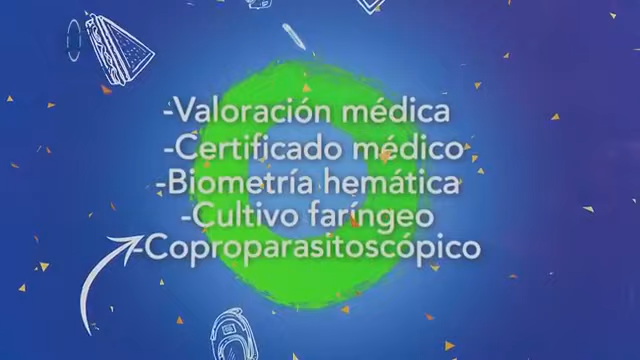 -Valoración médica
-Certificado médico
-Biometría hemática
-Cultivo faríngeo
-Coproparasitoscópico